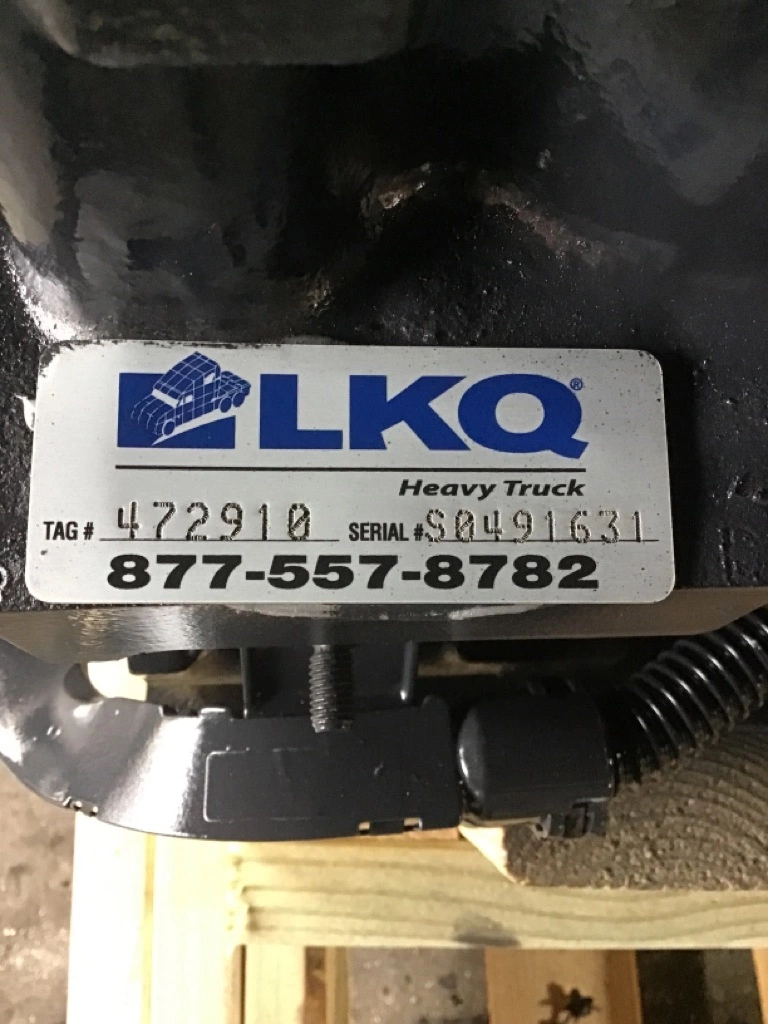 LKQ®
Heavy Truck
TAG # 472910 SERIAL # S0491631
877-557-8782